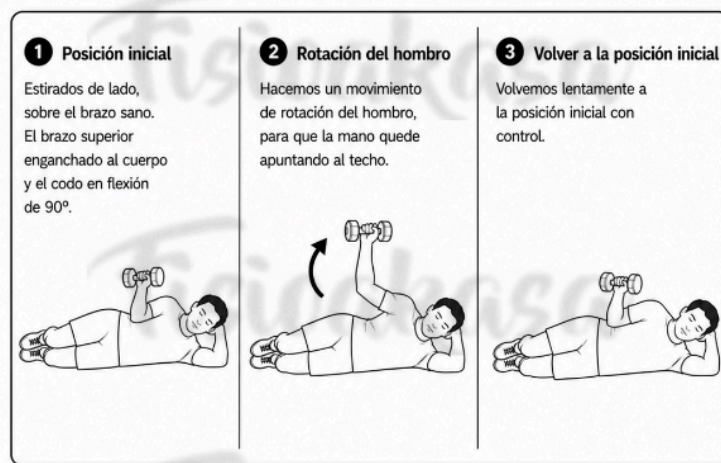 1 Posición inicial
Estirados de lado,
sobre el brazo sano.
El brazo superior
enganchado al cuerpo
y el codo en flexión
de 90º.
2 Rotación del hombro
Hacemos un movimiento
de rotación del hombro,
para que la mano quede
apuntando al techo.
3 Volver a la posición inicial
Volvemos lentamente a
la posición inicial con
control.
Fisiokasa
Fisiokasa